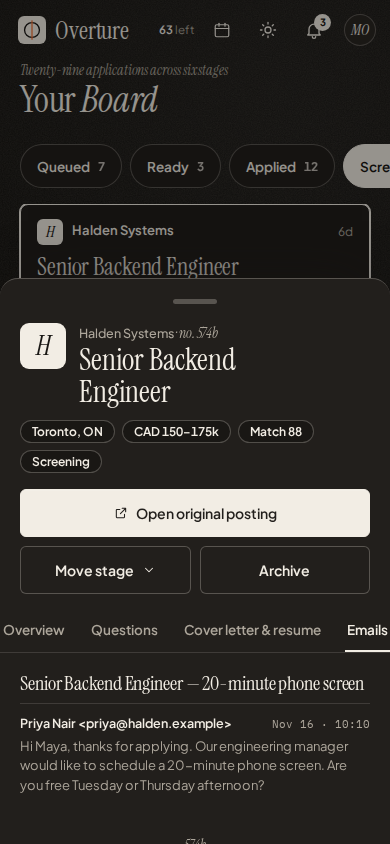 Overture
63 left
3
MO
Twenty-nine applications across six stages
Your Board
Queued 7
Ready 3
Applied 12
Scre
H
Halden Systems
6d
Senior Backend Engineer
H
Halden Systems · no. 574b
Senior Backend
Engineer
Toronto, ON
CAD 150–175k
Match 88
Screening
Open original posting
Move stage
Archive
Overview
Questions
Cover letter & resume
Emails
Senior Backend Engineer — 20-minute phone screen
Priya Nair <priya@halden.example>
Nov 16 · 10:10
Hi Maya, thanks for applying. Our engineering manager
would like to schedule a 20-minute phone screen. Are
you free Tuesday or Thursday afternoon?
574b